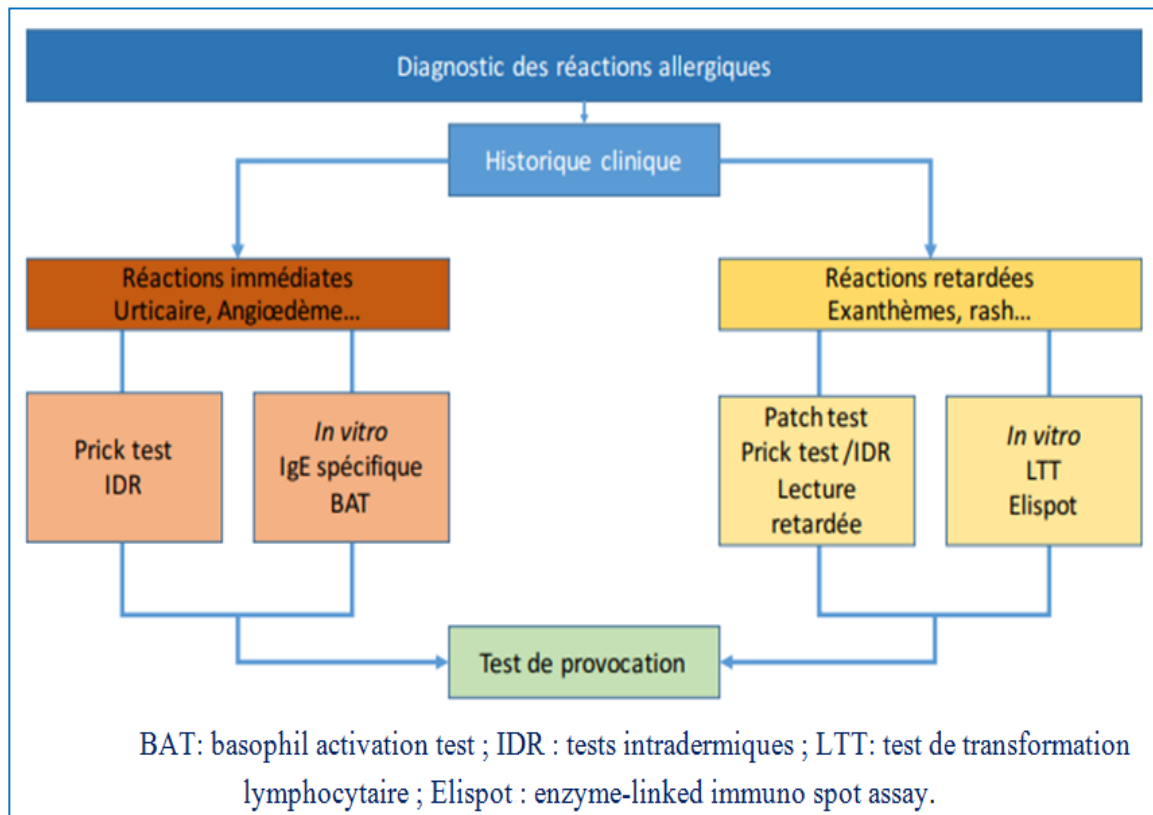 Diagnostic des réactions allergiques
Historique clinique
Réactions immédiates
Urticaire, Angiœdème...
Réactions retardées
Exanthèmes, rash...
Prick test
IDR
In vitro
IgE spécifique
BAT
Patch test
Prick test /IDR
Lecture
retardée
In vitro
LTT
Elispot
Test de provocation
BAT: basophil activation test ; IDR : tests intradermiques ; LTT: test de transformation
lymphocytaire ; Elispot : enzyme-linked immuno spot assay.